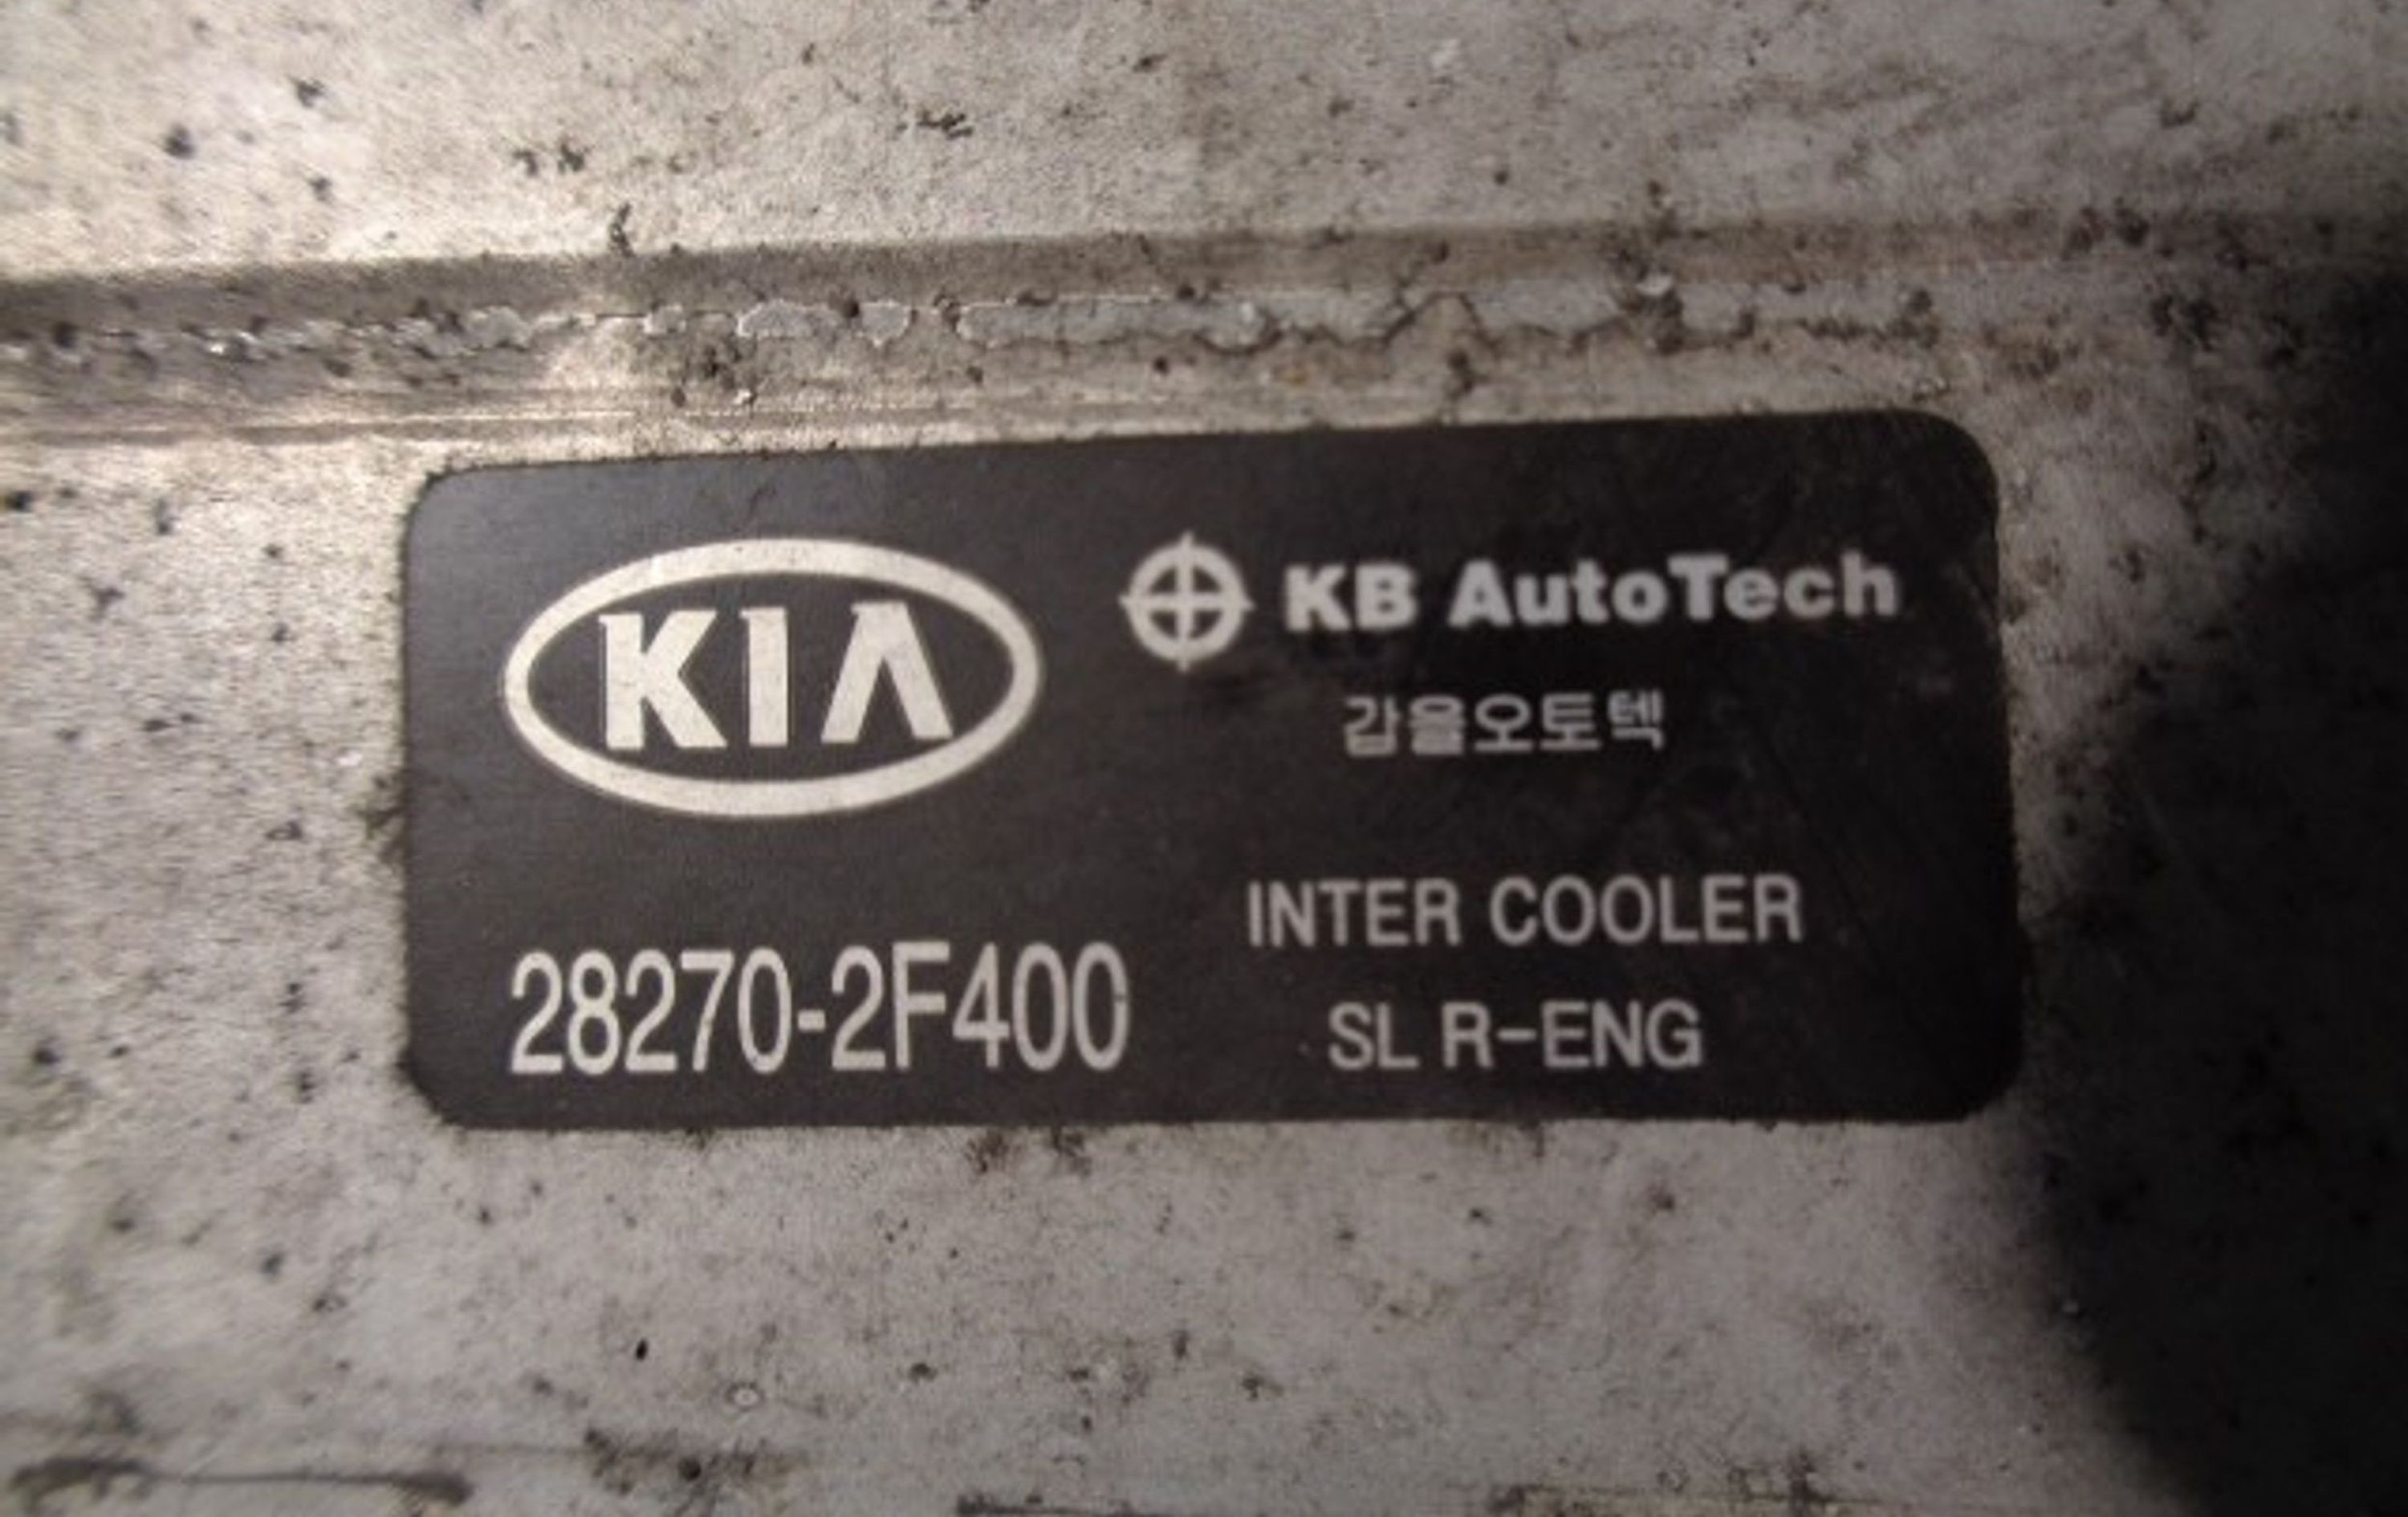 KIA
KB AutoTech
갑을오토텍
INTER COOLER
28270-2F400
SL R-ENG